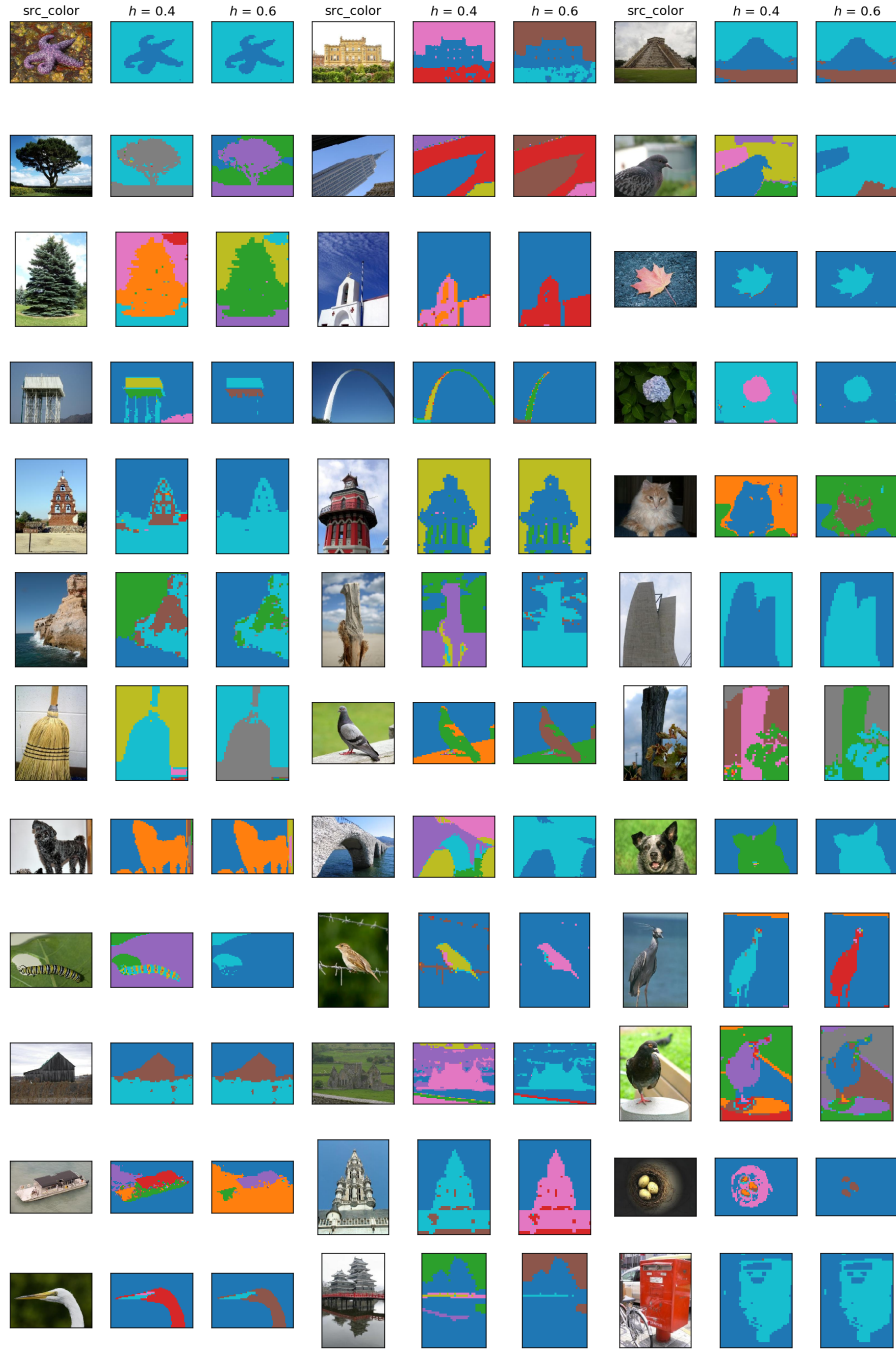 src_color h = 0.4 h = 0.6 src_color h = 0.4 h = 0.6 src_color h = 0.4 h = 0.6